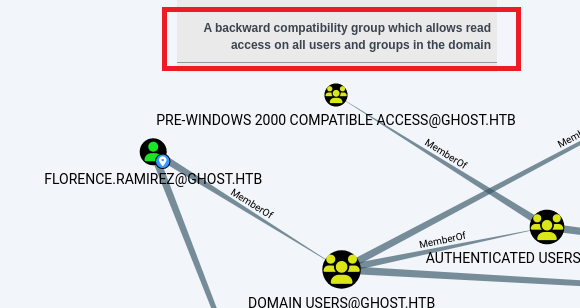 A backward compatibility group which allows read
access on all users and groups in the domain
PRE-WINDOWS 2000 COMPATIBLE ACCESS@GHOST.HTB
MemberOf
FLORENCE.RAMIREZ@GHOST.HTB
MemberOf
MemberOf
AUTHENTICATED USERS
DOMAIN USERS@GHOST.HTB